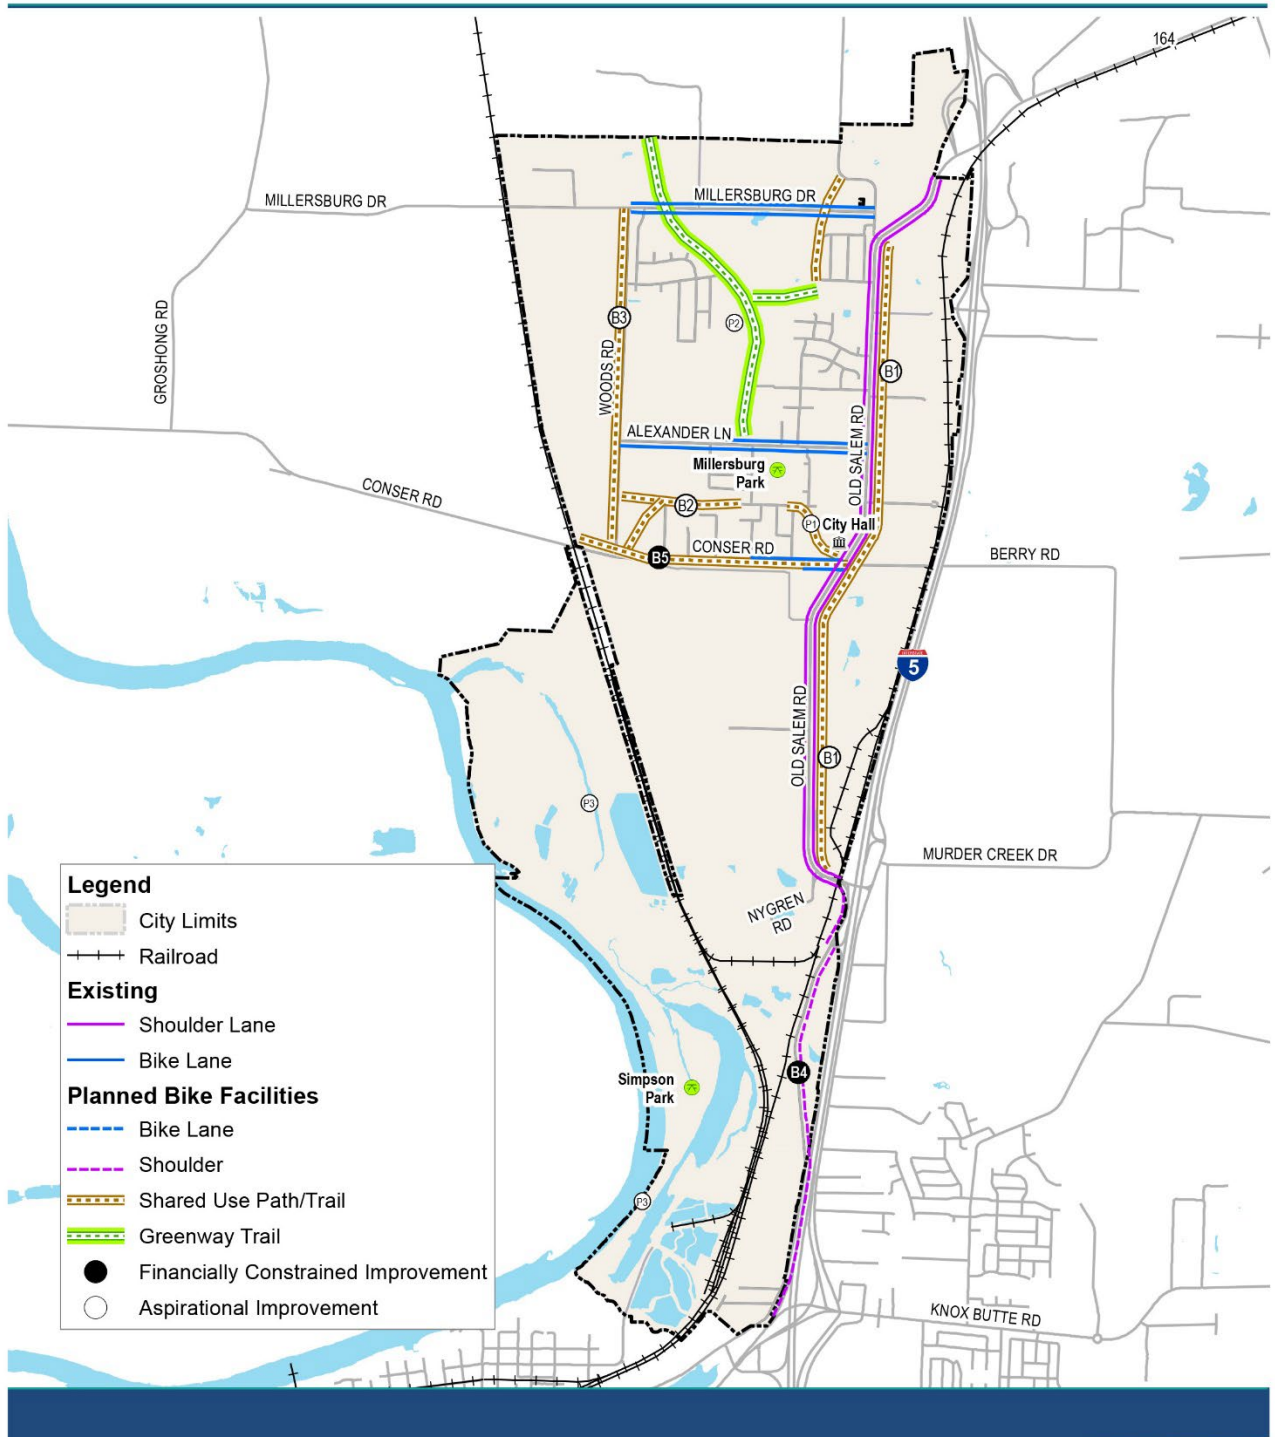 164
MILLERSBURG DR
MILLERSBURG DR
GROSHONG RD
B3
P2
WOODS RD
B1
ALEXANDER LN
OLD SALEM RD
Millersburg
Park
CONSER RD
B2
P1
City Hall
CONSER RD
B5
BERRY RD
5
OLD SALEM RD
B1
P3
MURDER CREEK DR
NYGREN
RD
B4
Simpson
Park
P3
KNOX BUTTE RD
Legend
City Limits
Railroad
Existing
Shoulder Lane
Bike Lane
Planned Bike Facilities
Bike Lane
Shoulder
Shared Use Path/Trail
Greenway Trail
Financially Constrained Improvement
Aspirational Improvement